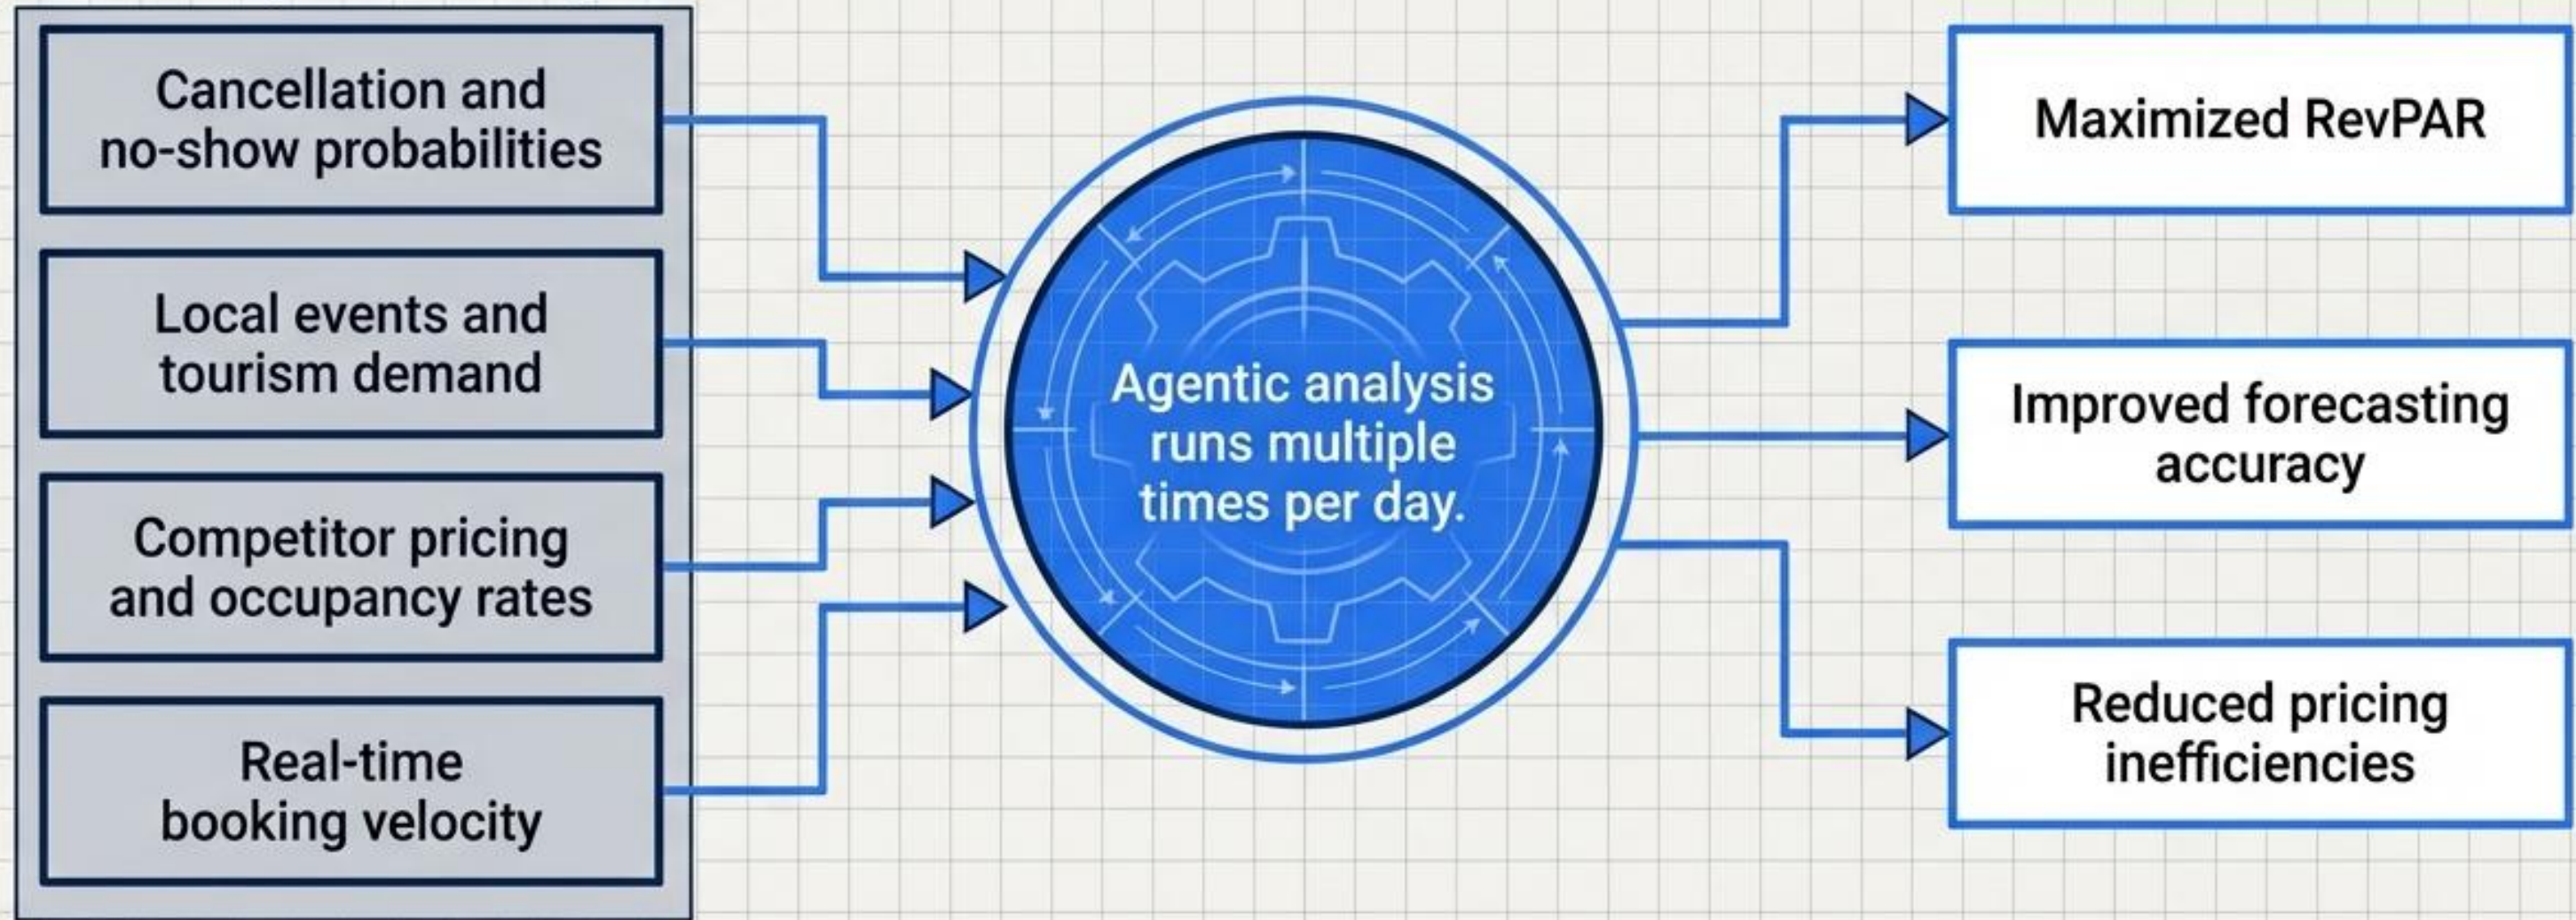 Cancellation and
no-show probabilities
Local events and
tourism demand
Competitor pricing
and occupancy rates
Real-time
booking velocity
Agentic analysis
runs multiple
times per day.
Maximized RevPAR
Improved forecasting
accuracy
Reduced pricing
inefficiencies